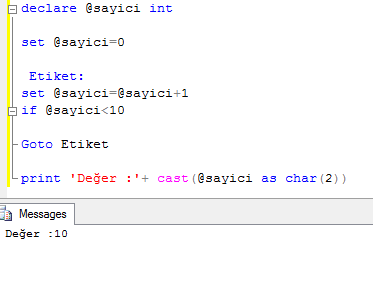 declare @sayici int
set @sayici=0
Etiket:
set @sayici=@sayici+1
if @sayici<10
Goto Etiket
print 'Değer :'+ cast(@sayici as char(2))
Messages
Değer :10